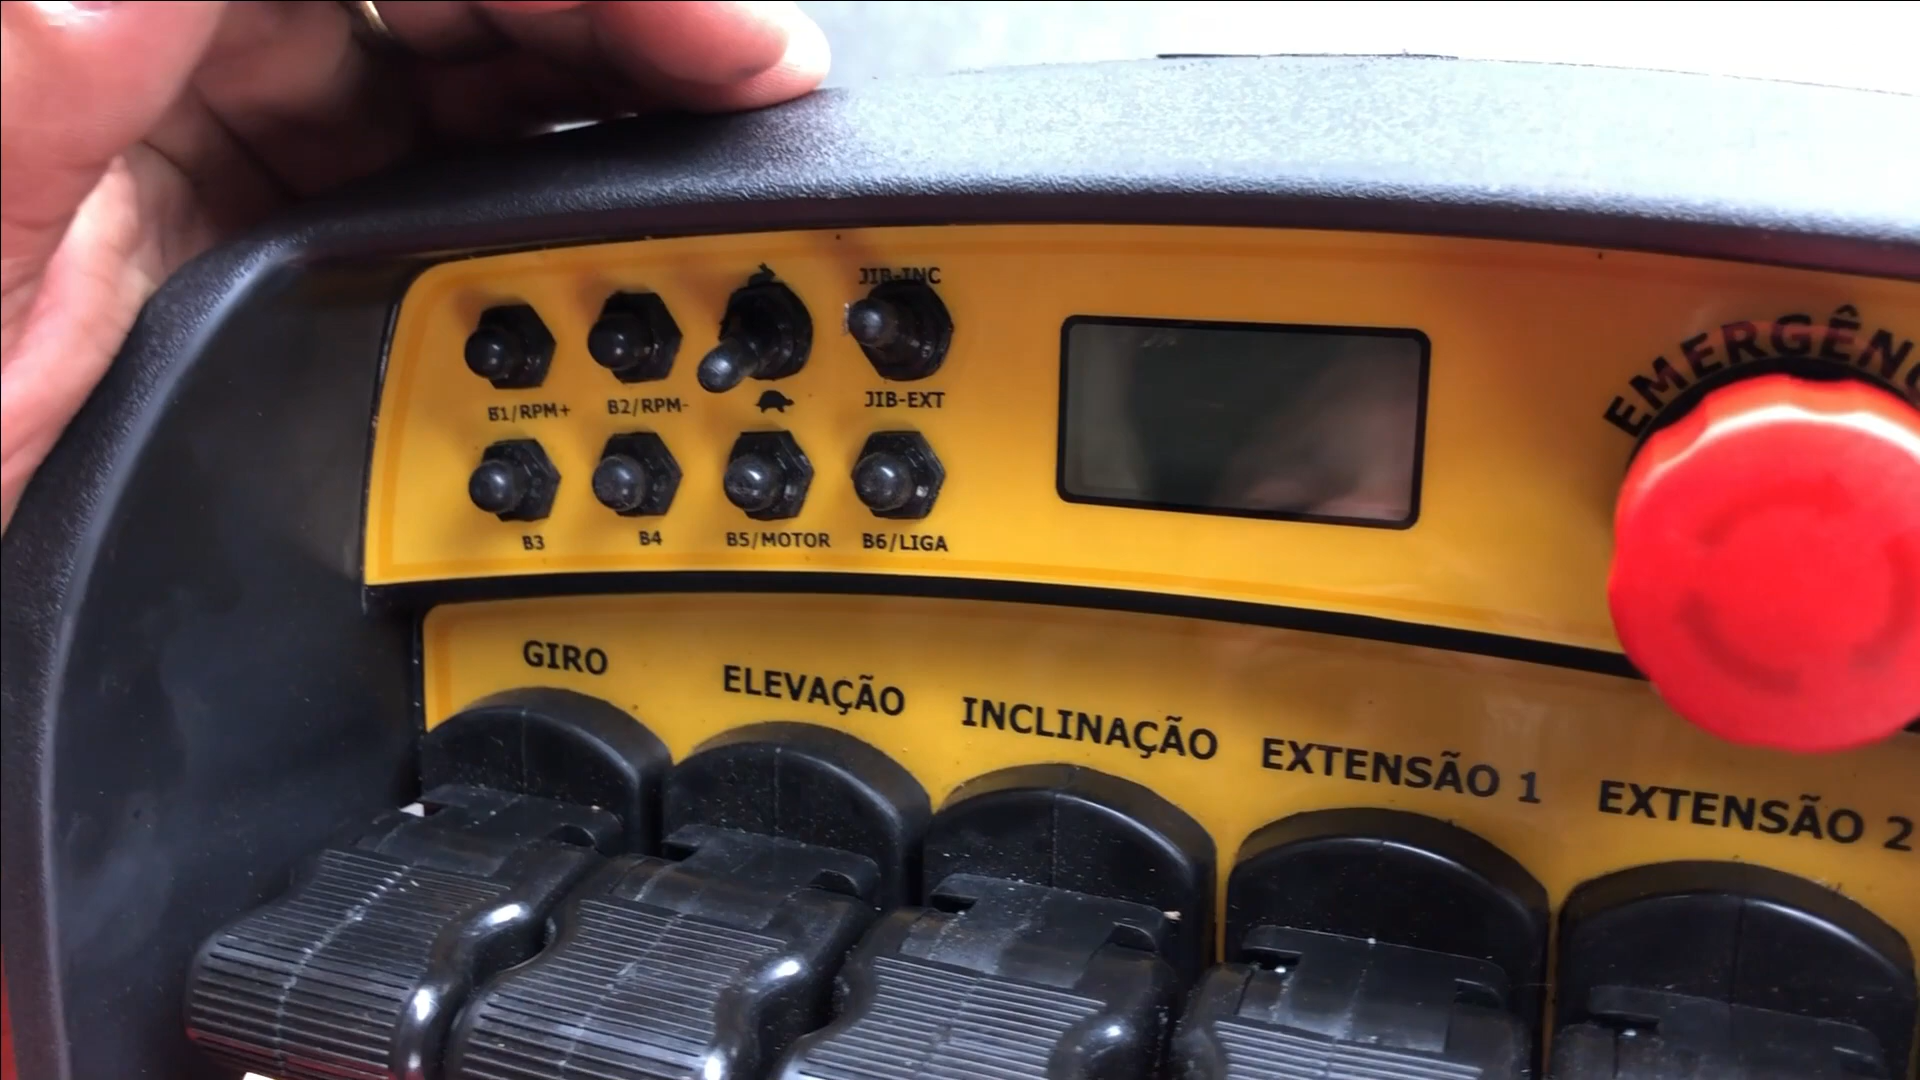 JIB-INC
B1/RPM+
B2/RPM-
JIB-EXT
B3
B4
B5/MOTOR
B6/LIGA
GIRO
ELEVAÇÃO
INCLINAÇÃO
EXTENSÃO 1
EXTENSÃO 2